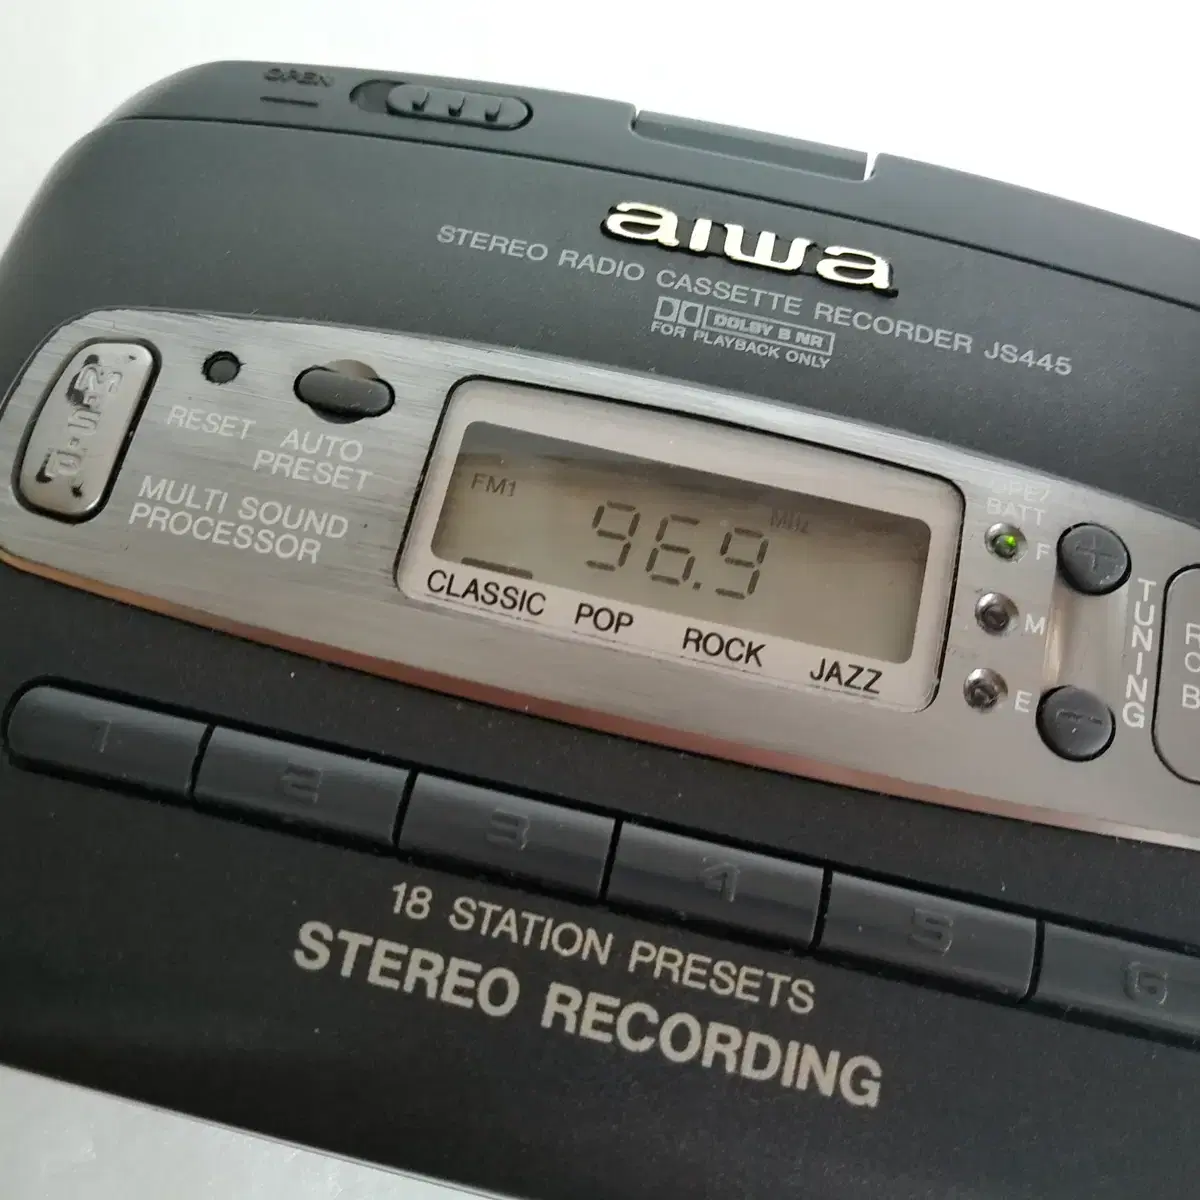 OPEN
aiwa
STEREO RADIO CASSETTE RECORDER JS445
DOLBY B NR
FOR PLAYBACK ONLY
M·S·P
RESET
AUTO
PRESET
MULTI SOUND
PROCESSOR
FM1
96.9
MHz
CLASSIC POP ROCK JAZZ
BATT
F
M
E
+
−
TUNING
1 2 3 4 5 6
18 STATION PRESETS
STEREO RECORDING